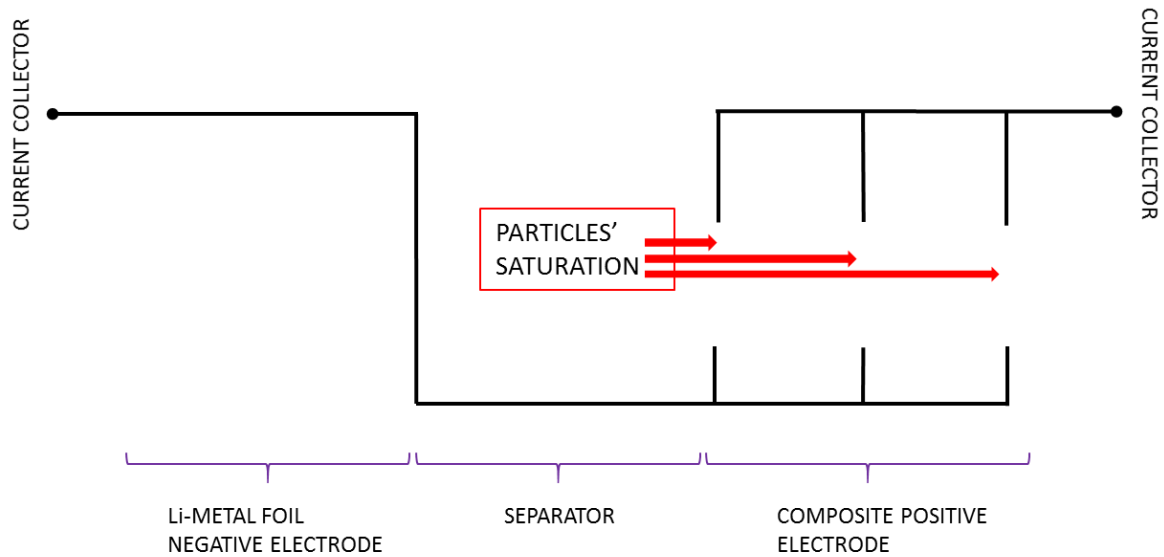 CURRENT COLLECTOR
CURRENT COLLECTOR
PARTICLES’
SATURATION
Li-METAL FOIL
NEGATIVE ELECTRODE
SEPARATOR
COMPOSITE POSITIVE
ELECTRODE